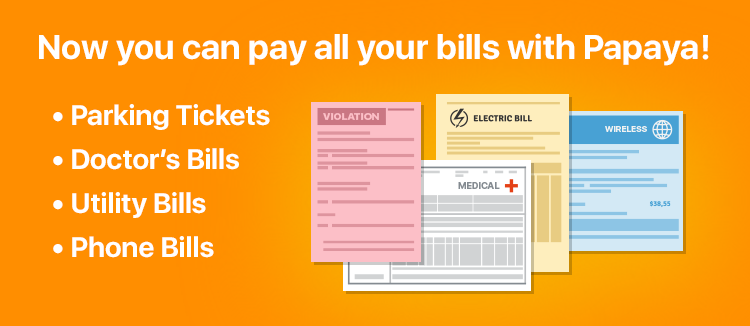 Now you can pay all your bills with Papaya!
• Parking Tickets
• Doctor's Bills
• Utility Bills
• Phone Bills
VIOLATION
ELECTRIC BILL
WIRELESS
MEDICAL
$38,55